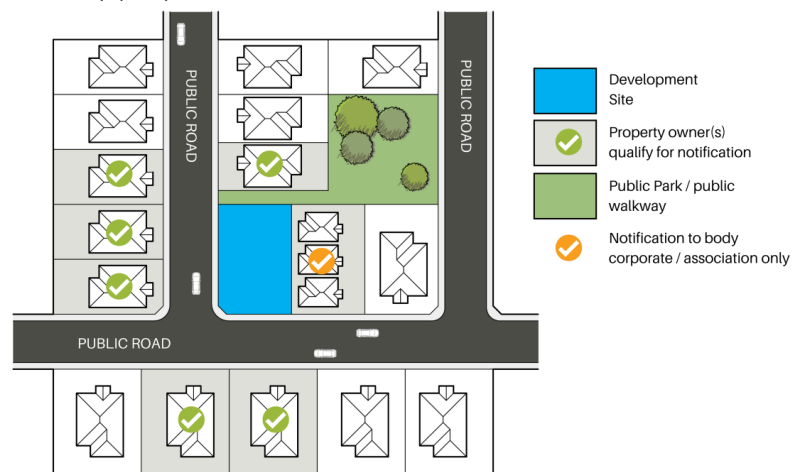 PUBLIC ROAD
PUBLIC ROAD
PUBLIC ROAD
Development
Site
Property owner(s)
qualify for notification
Public Park / public
walkway
Notification to body
corporate / association only